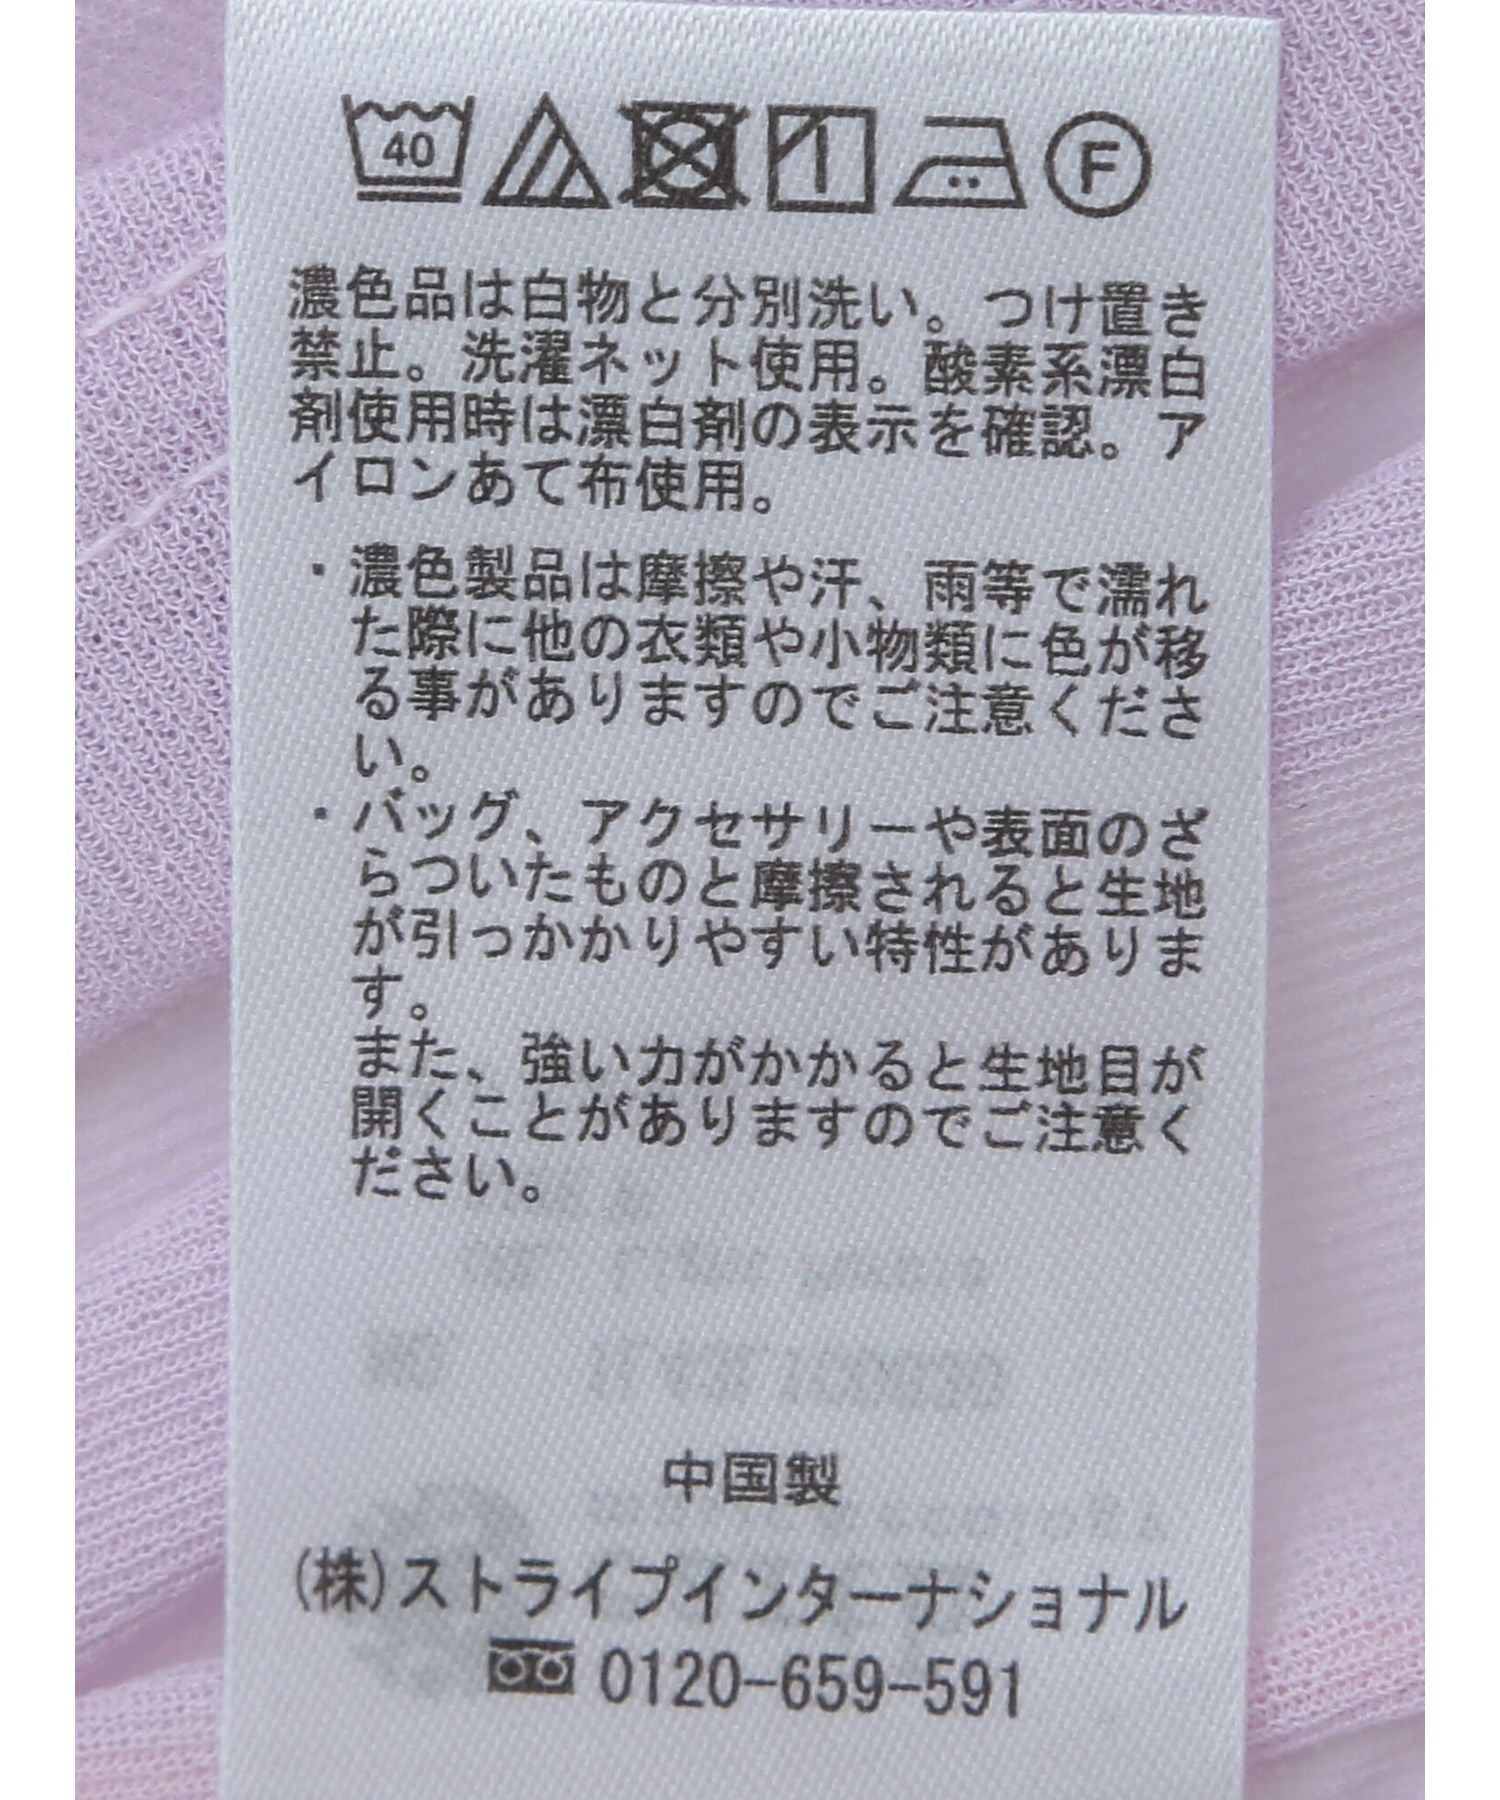 40 F
濃色品は白物と分別洗い。つけ置き
禁止。洗濯ネット使用。酸素系漂白
剤使用時は漂白剤の表示を確認。ア
イロンあて布使用。
・濃色製品は摩擦や汗、雨等で濡れ
た際に他の衣類や小物類に色が移
る事がありますのでご注意くださ
い。
・バッグ、アクセサリーや表面のざ
らついたものと摩擦されると生地
が引っかかりやすい特性がありま
す。
また、強い力がかかると生地目が
開くことがありますのでご注意く
ださい。
中国製
(株)ストライプインターナショナル
0120-659-591